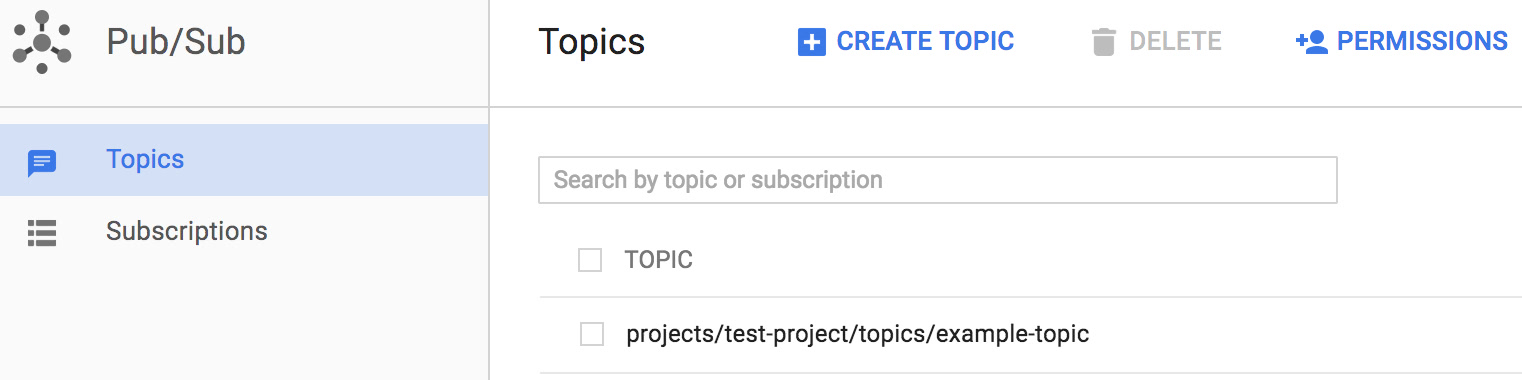 Pub/Sub
Topics
CREATE TOPIC
DELETE
PERMISSIONS
Topics
Subscriptions
Search by topic or subscription
TOPIC
projects/test-project/topics/example-topic